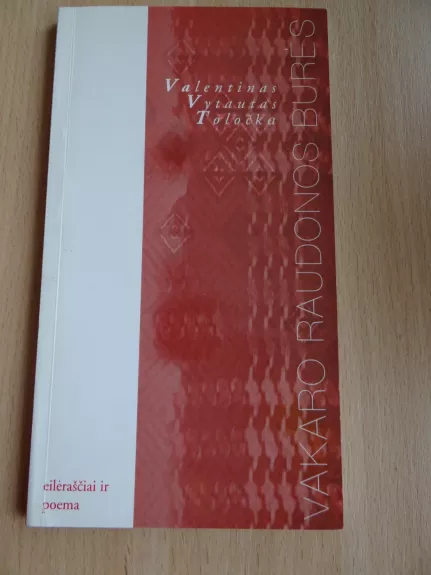 Valentinas
Vytautas
Toločka
VAKARO RAUDONOS BURĖS
eilėraščiai ir
poema